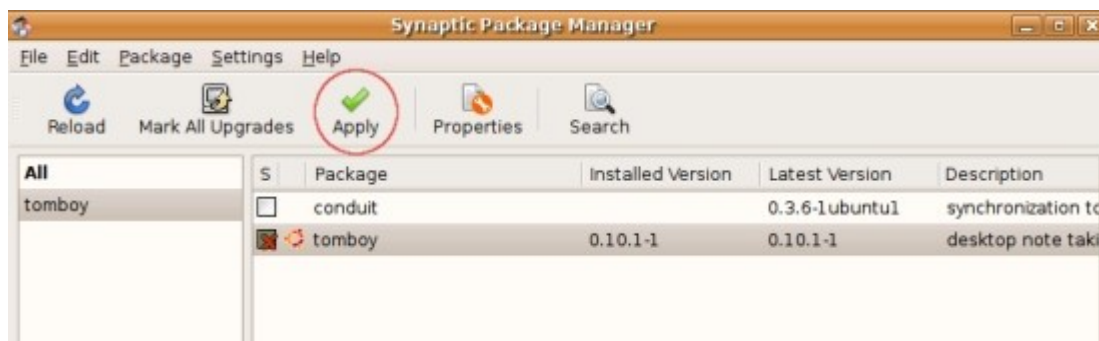 Synaptic Package Manager
File Edit Package Settings Help
Reload Mark All Upgrades Apply Properties Search
All
tomboy
S Package Installed Version Latest Version Description
conduit 0.3.6-1ubuntu1 synchronization to
tomboy 0.10.1-1 0.10.1-1 desktop note taki